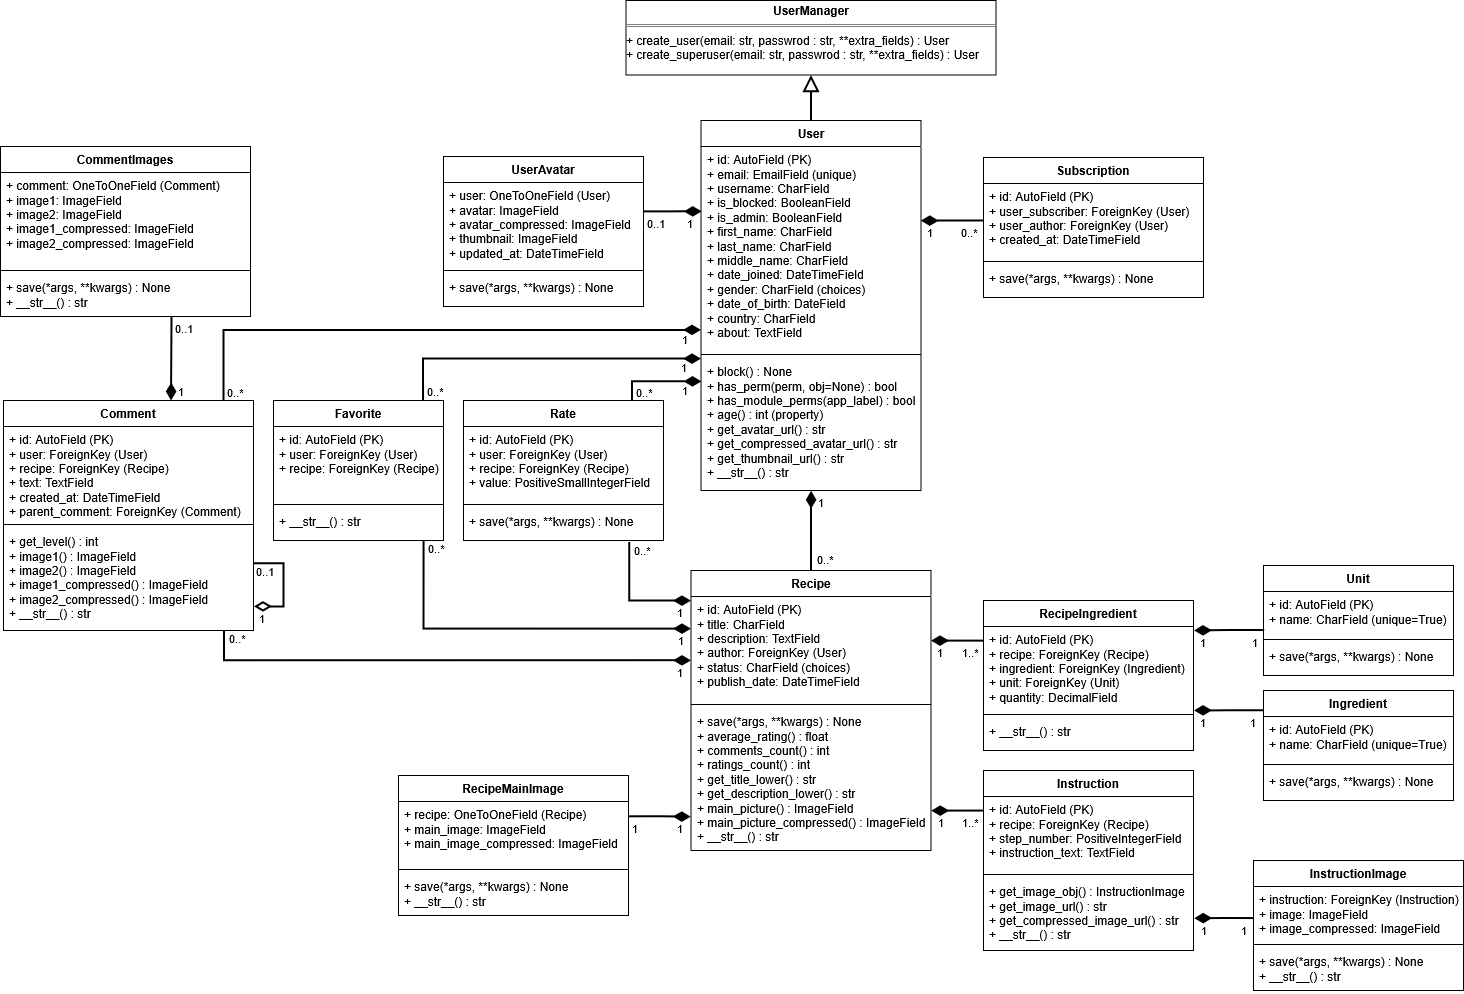 UserManager
+ create_user(email: str, passwrod : str, **extra_fields) : User
+ create_superuser(email: str, passwrod : str, **extra_fields) : User
User
+ id: AutoField (PK)
+ email: EmailField (unique)
+ username: CharField
+ is_blocked: BooleanField
+ is_admin: BooleanField
+ first_name: CharField
+ last_name: CharField
+ middle_name: CharField
+ date_joined: DateTimeField
+ gender: CharField (choices)
+ date_of_birth: DateField
+ country: CharField
+ about: TextField
+ block() : None
+ has_perm(perm, obj=None) : bool
+ has_module_perms(app_label) : bool
+ age() : int (property)
+ get_avatar_url() : str
+ get_compressed_avatar_url() : str
+ get_thumbnail_url() : str
+ __str__() : str
CommentImages
+ comment: OneToOneField (Comment)
+ image1: ImageField
+ image2: ImageField
+ image1_compressed: ImageField
+ image2_compressed: ImageField
+ save(*args, **kwargs) : None
+ __str__() : str
0..1
1
UserAvatar
+ user: OneToOneField (User)
+ avatar: ImageField
+ avatar_compressed: ImageField
+ thumbnail: ImageField
+ updated_at: DateTimeField
+ save(*args, **kwargs) : None
0..1
1
Subscription
+ id: AutoField (PK)
+ user_subscriber: ForeignKey (User)
+ user_author: ForeignKey (User)
+ created_at: DateTimeField
+ save(*args, **kwargs) : None
1
0..*
1
1
1
0..*
0..*
0..*
Comment
+ id: AutoField (PK)
+ user: ForeignKey (User)
+ recipe: ForeignKey (Recipe)
+ text: TextField
+ created_at: DateTimeField
+ parent_comment: ForeignKey (Comment)
+ get_level() : int
+ image1() : ImageField
+ image2() : ImageField
+ image1_compressed() : ImageField
+ image2_compressed() : ImageField
+ __str__() : str
0..1
1
0..*
Favorite
+ id: AutoField (PK)
+ user: ForeignKey (User)
+ recipe: ForeignKey (Recipe)
+ __str__() : str
0..*
Rate
+ id: AutoField (PK)
+ user: ForeignKey (User)
+ recipe: ForeignKey (Recipe)
+ value: PositiveSmallIntegerField
+ save(*args, **kwargs) : None
0..*
1
0..*
1
1
1
Recipe
+ id: AutoField (PK)
+ title: CharField
+ description: TextField
+ author: ForeignKey (User)
+ status: CharField (choices)
+ publish_date: DateTimeField
+ save(*args, **kwargs) : None
+ average_rating() : float
+ comments_count() : int
+ ratings_count() : int
+ get_title_lower() : str
+ get_description_lower() : str
+ main_picture() : ImageField
+ main_picture_compressed() : ImageField
+ __str__() : str
RecipeMainImage
+ recipe: OneToOneField (Recipe)
+ main_image: ImageField
+ main_image_compressed: ImageField
+ save(*args, **kwargs) : None
+ __str__() : str
1
1
1
1..*
RecipeIngredient
+ id: AutoField (PK)
+ recipe: ForeignKey (Recipe)
+ ingredient: ForeignKey (Ingredient)
+ unit: ForeignKey (Unit)
+ quantity: DecimalField
+ __str__() : str
1
1
Unit
+ id: AutoField (PK)
+ name: CharField (unique=True)
+ save(*args, **kwargs) : None
1
1
Ingredient
+ id: AutoField (PK)
+ name: CharField (unique=True)
+ save(*args, **kwargs) : None
1
1..*
Instruction
+ id: AutoField (PK)
+ recipe: ForeignKey (Recipe)
+ step_number: PositiveIntegerField
+ instruction_text: TextField
+ get_image_obj() : InstructionImage
+ get_image_url() : str
+ get_compressed_image_url() : str
+ __str__() : str
1
1
InstructionImage
+ instruction: ForeignKey (Instruction)
+ image: ImageField
+ image_compressed: ImageField
+ save(*args, **kwargs) : None
+ __str__() : str